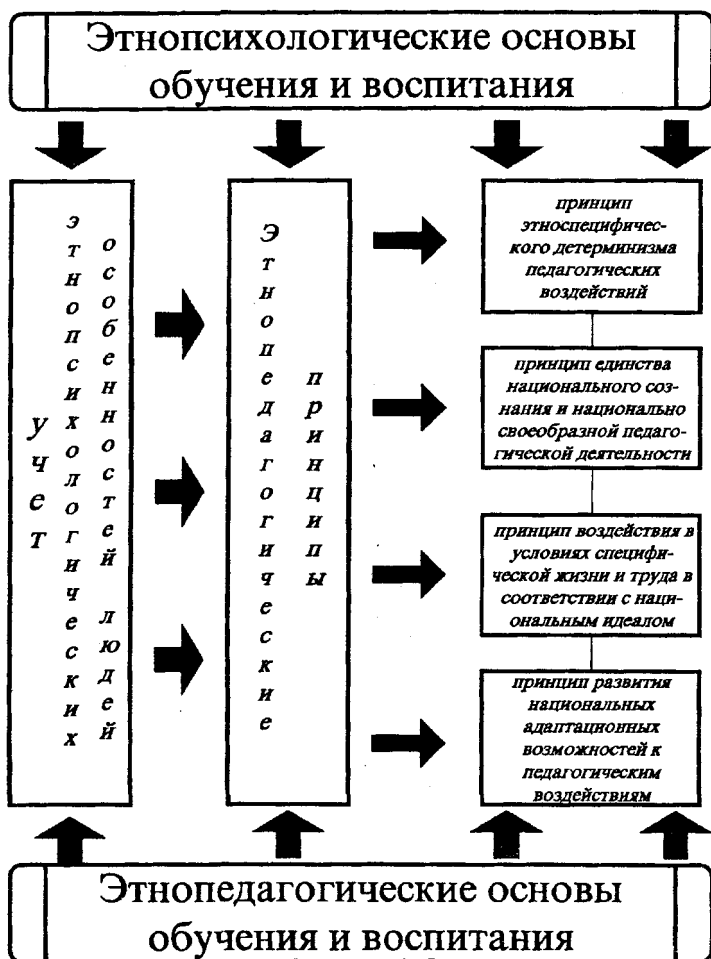 Этнопсихологические основы
обучения и воспитания
учет
этнопсихологических
особенностей людей
Этнопедагогические
принципы
принцип
этноспецифичес-
кого детерминизма
педагогических
воздействий
принцип единства
национального соз-
нания и национально
своеобразной педаго-
гической деятельности
принцип воздействия в
условиях специфи-
ческой жизни и труда в
соответствии с наци-
ональным идеалом
принцип развития
национальных
адаптационных
возможностей к
педагогическим
воздействиям
Этнопедагогические основы
обучения и воспитания